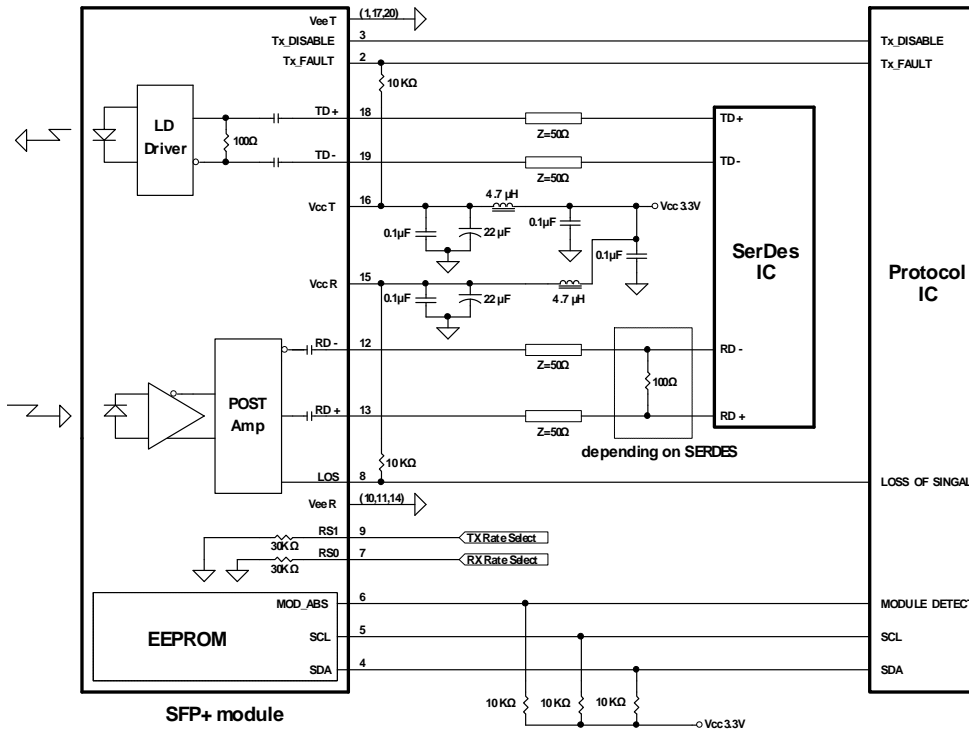 VeeT (1,17,20)
Tx_DISABLE 3 Tx_DISABLE
Tx_FAULT 2 Tx_FAULT
10 KΩ
LD
Driver
100Ω
TD+ 18 Z=50Ω TD+
TD- 19 Z=50Ω TD-
VccT 16 4.7 µH Vcc3.3V
0.1µF 22 µF 0.1µF 0.1µF
VccR 15 4.7 µH
0.1µF 22 µF
SerDes
IC
Protocol
IC
RD- 12 Z=50Ω RD-
POST
Amp
100Ω
RD+ 13 Z=50Ω RD+
depending on SERDES
10 KΩ
LOS 8 LOSS OF SINGAL
VeeR (10,11,14)
RS1 9 TX Rate Select
30KΩ
RS0 7 RX Rate Select
30KΩ
MOD_ABS 6 MODULE DETECT
EEPROM
SCL 5 SCL
SDA 4 SDA
10 KΩ 10 KΩ 10 KΩ
Vcc3.3V
SFP+ module